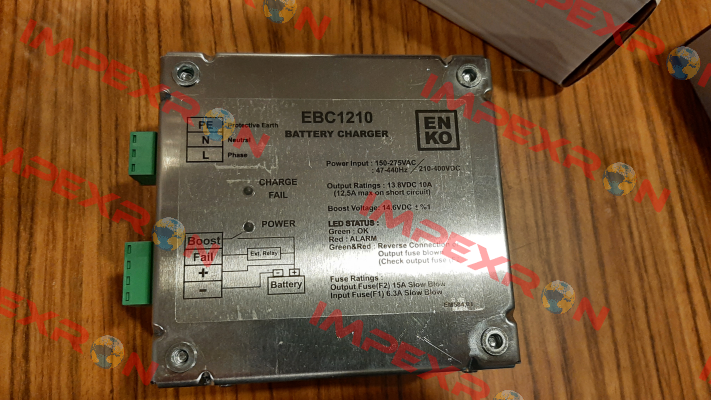 EBC1210
BATTERY CHARGER
EN
KO
PE Protective Earth
N Neutral
L Phase
Power Input : 150-275VAC / 210-400VDC
: 47-440Hz
CHARGE
FAIL
Output Ratings : 13.8VDC 10A
(12,5A max on short circuit)
Boost Voltage: 14.6VDC ± %1
POWER
LED STATUS :
Green : OK
Red : ALARM
Green&Red : Reverse Connection
Output fuse blown
(Check output fuse
Boost
Fail
+
-
Ext. Relay
- +
Battery
Fuse Ratings :
Output Fuse(F2) 15A Slow Blow
Input Fuse(F1) 6.3A Slow Blow
IMPEXRON
IMPEXRON
IMPEXRON
IMPEXRON
IMPEXRON
IMPEXRON